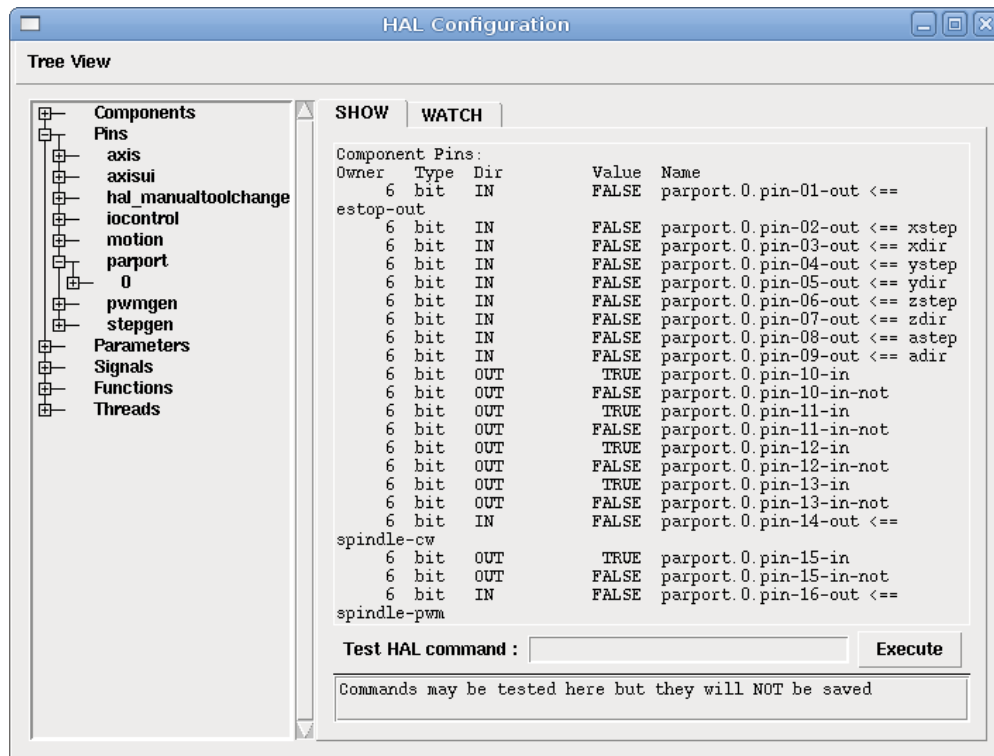 HAL Configuration
Tree View
Components
Pins
axis
axisui
hal_manualtoolchange
iocontrol
motion
parport
0
pwmgen
stepgen
Parameters
Signals
Functions
Threads
SHOW WATCH
Component Pins:
Owner Type Dir Value Name
6 bit IN FALSE parport.0.pin-01-out <==
estop-out
6 bit IN FALSE parport.0.pin-02-out <== xstep
6 bit IN FALSE parport.0.pin-03-out <== xdir
6 bit IN FALSE parport.0.pin-04-out <== ystep
6 bit IN FALSE parport.0.pin-05-out <== ydir
6 bit IN FALSE parport.0.pin-06-out <== zstep
6 bit IN FALSE parport.0.pin-07-out <== zdir
6 bit IN FALSE parport.0.pin-08-out <== astep
6 bit IN FALSE parport.0.pin-09-out <== adir
6 bit OUT TRUE parport.0.pin-10-in
6 bit OUT FALSE parport.0.pin-10-in-not
6 bit OUT TRUE parport.0.pin-11-in
6 bit OUT FALSE parport.0.pin-11-in-not
6 bit OUT TRUE parport.0.pin-12-in
6 bit OUT FALSE parport.0.pin-12-in-not
6 bit OUT TRUE parport.0.pin-13-in
6 bit OUT FALSE parport.0.pin-13-in-not
6 bit IN FALSE parport.0.pin-14-out <==
spindle-cw
6 bit OUT TRUE parport.0.pin-15-in
6 bit OUT FALSE parport.0.pin-15-in-not
6 bit IN FALSE parport.0.pin-16-out <==
spindle-pwm
Test HAL command : Execute
Commands may be tested here but they will NOT be saved